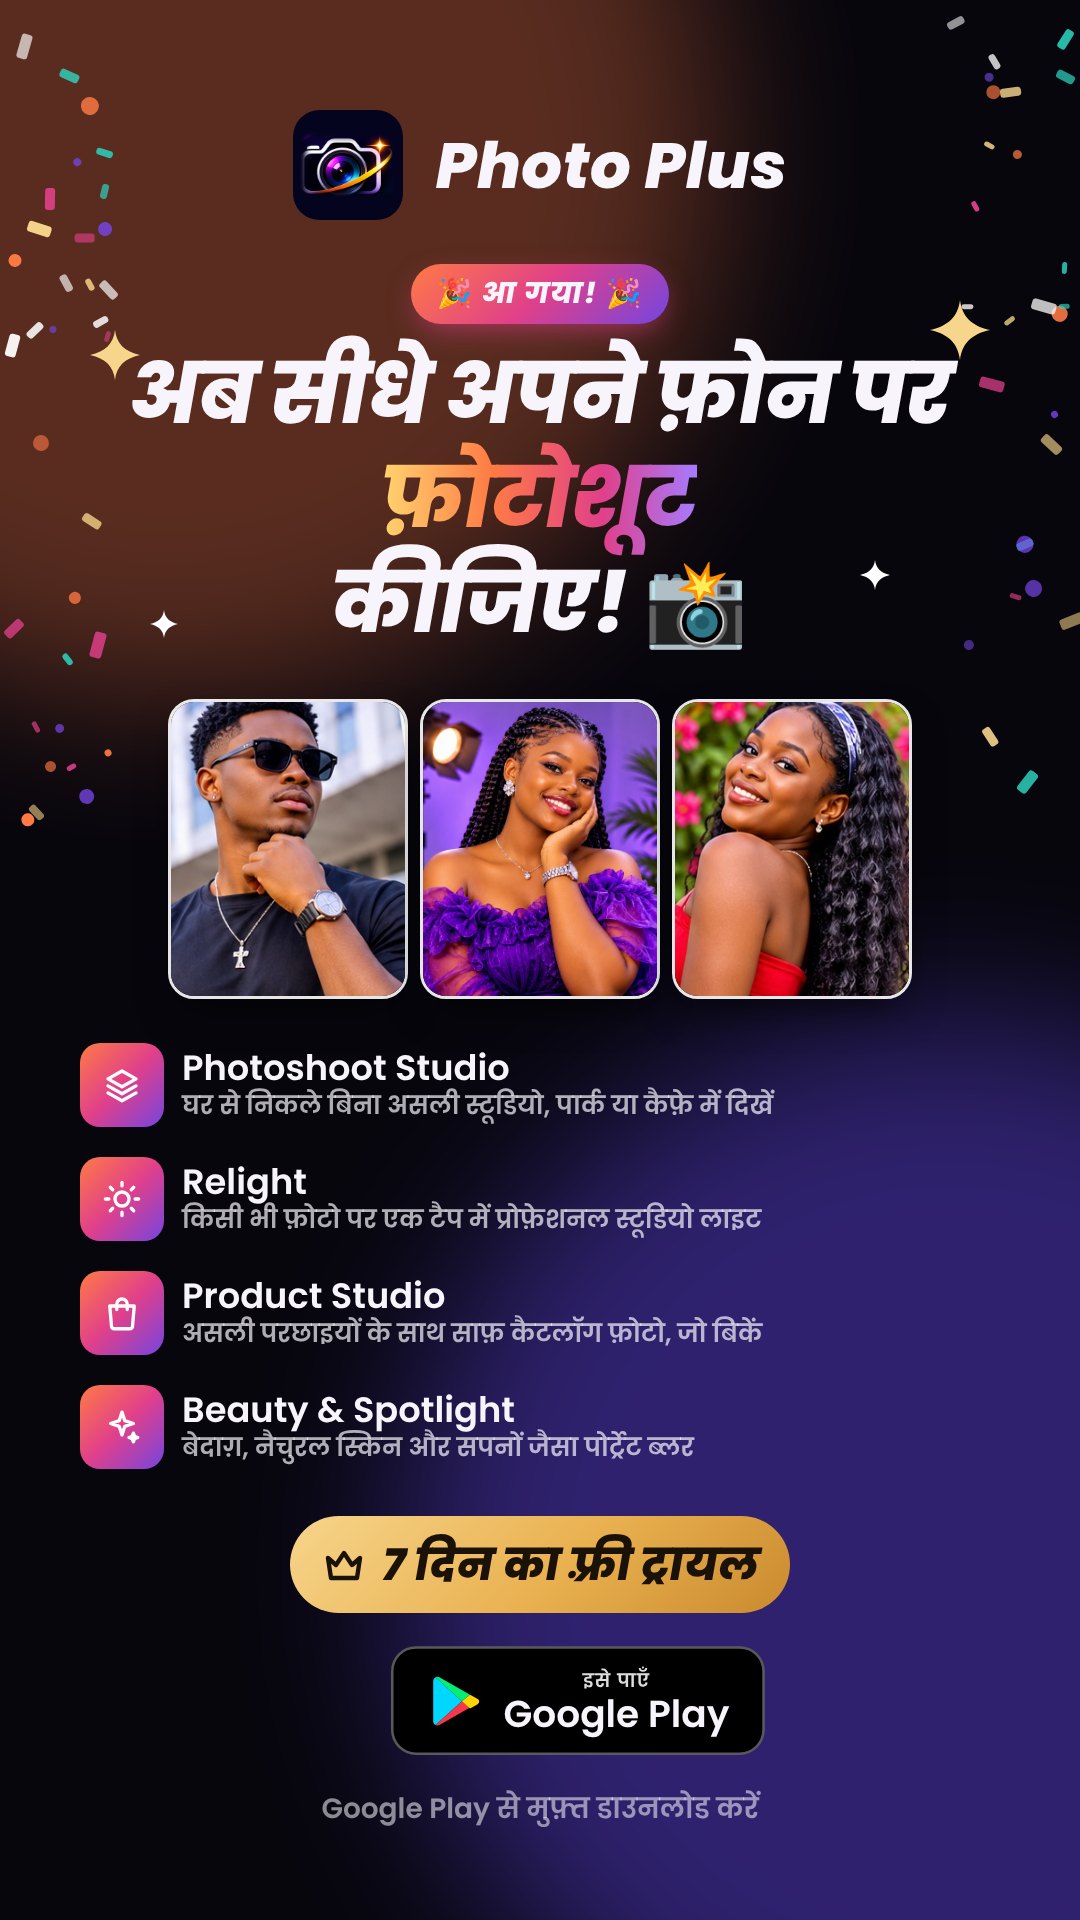 Photo Plus
🎉 आ गया! 🎉
अब सीधे अपने फ़ोन पर
फ़ोटोशूट
कीजिए! 📸
Photoshoot Studio
घर से निकले बिना असली स्टूडियो, पार्क या कैफ़े में दिखें
Relight
किसी भी फ़ोटो पर एक टैप में प्रोफ़ेशनल स्टूडियो लाइट
Product Studio
असली परछाइयों के साथ साफ़ कैटलॉग फ़ोटो, जो बिकें
Beauty & Spotlight
बेदाग़, नैचुरल स्किन और सपनों जैसा पोर्ट्रेट ब्लर
7 दिन का फ़्री ट्रायल
इसे पाएँ
Google Play
Google Play से मुफ़्त डाउनलोड करें